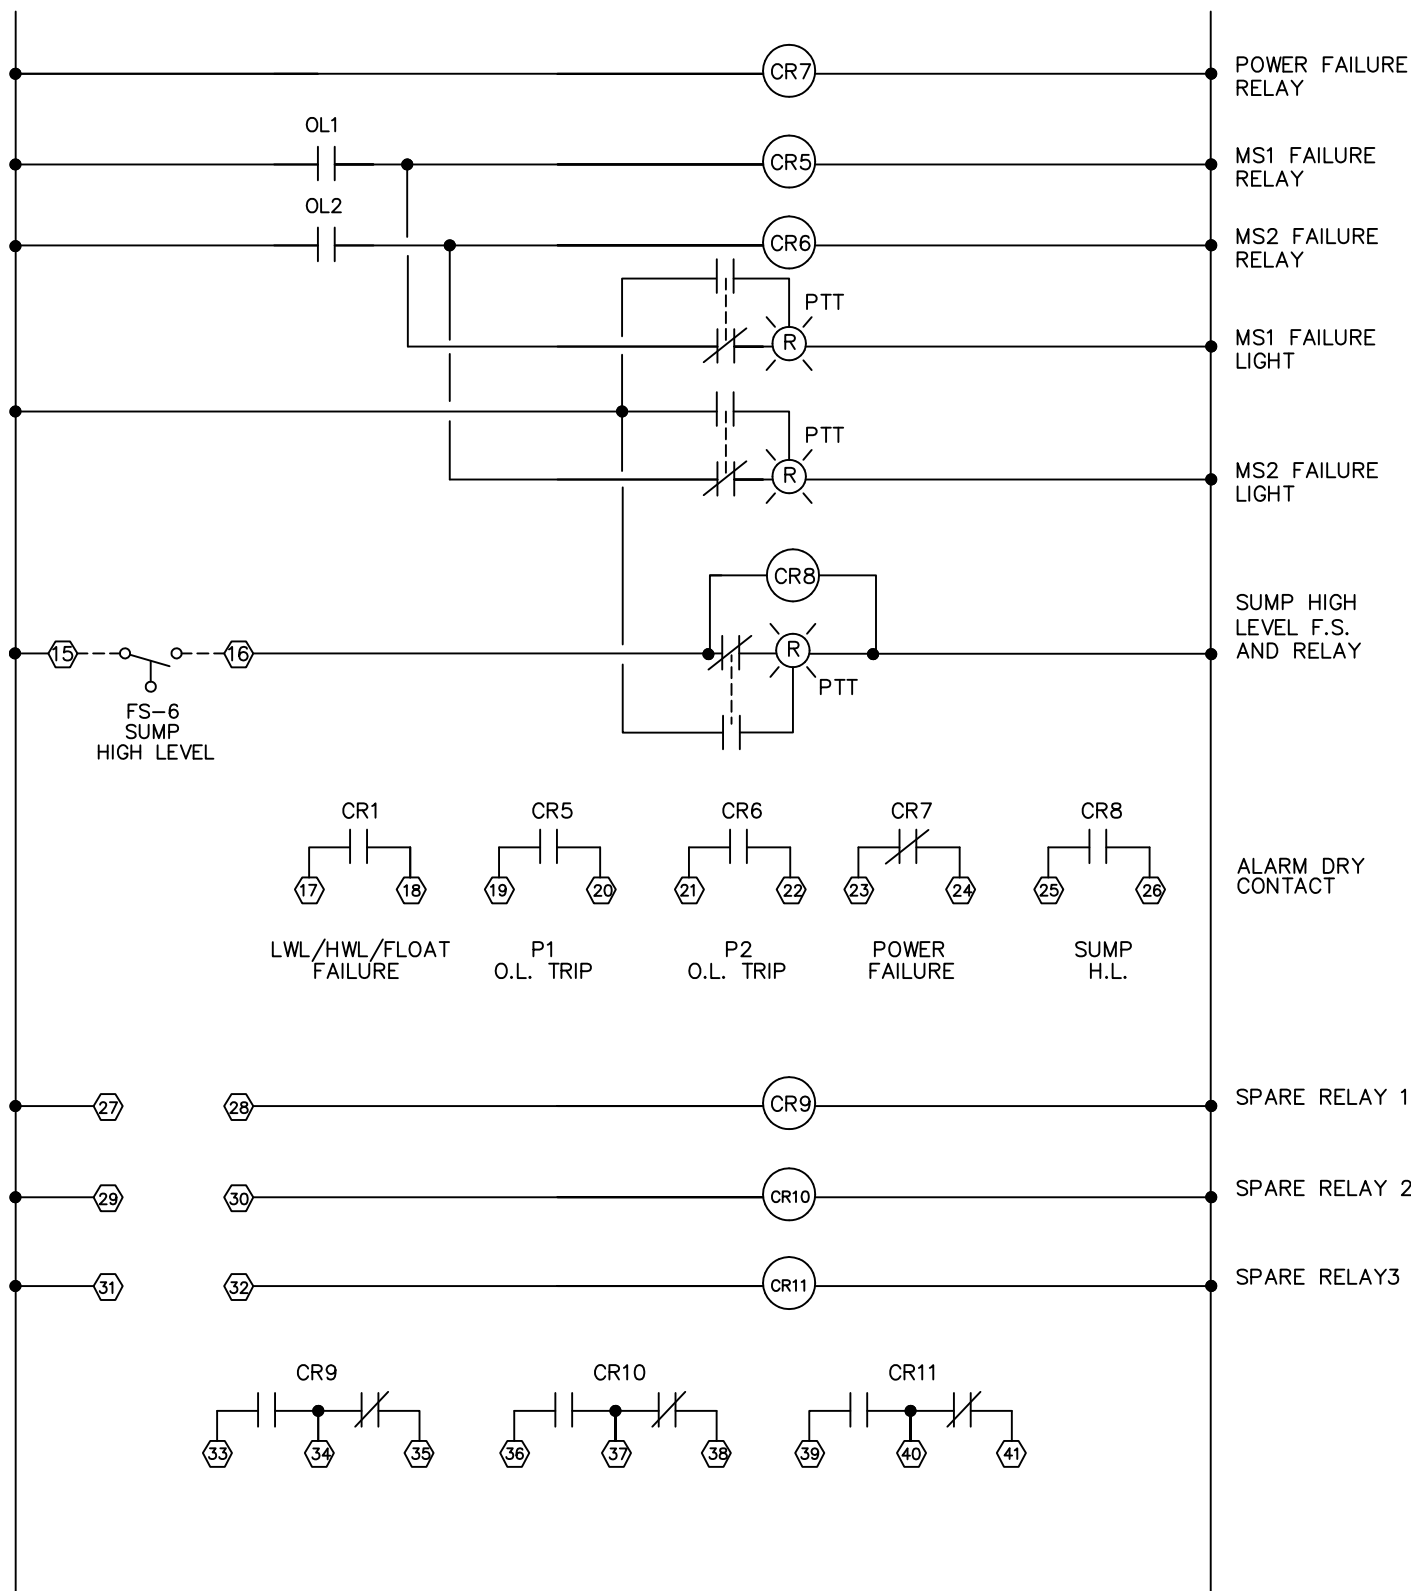 CR7
POWER FAILURE
RELAY
OL1
CR5
MS1 FAILURE
RELAY
OL2
CR6
MS2 FAILURE
RELAY
PTT
R
MS1 FAILURE
LIGHT
PTT
R
MS2 FAILURE
LIGHT
CR8
SUMP HIGH
LEVEL F.S.
AND RELAY
15
16
R
PTT
FS-6
SUMP
HIGH LEVEL
CR1
CR5
CR6
CR7
CR8
17
18
19
20
21
22
23
24
25
26
ALARM DRY
CONTACT
LWL/HWL/FLOAT
FAILURE
P1
O.L. TRIP
P2
O.L. TRIP
POWER
FAILURE
SUMP
H.L.
27
28
CR9
SPARE RELAY 1
29
30
CR10
SPARE RELAY 2
31
32
CR11
SPARE RELAY3
CR9
CR10
CR11
33
34
35
36
37
38
39
40
41